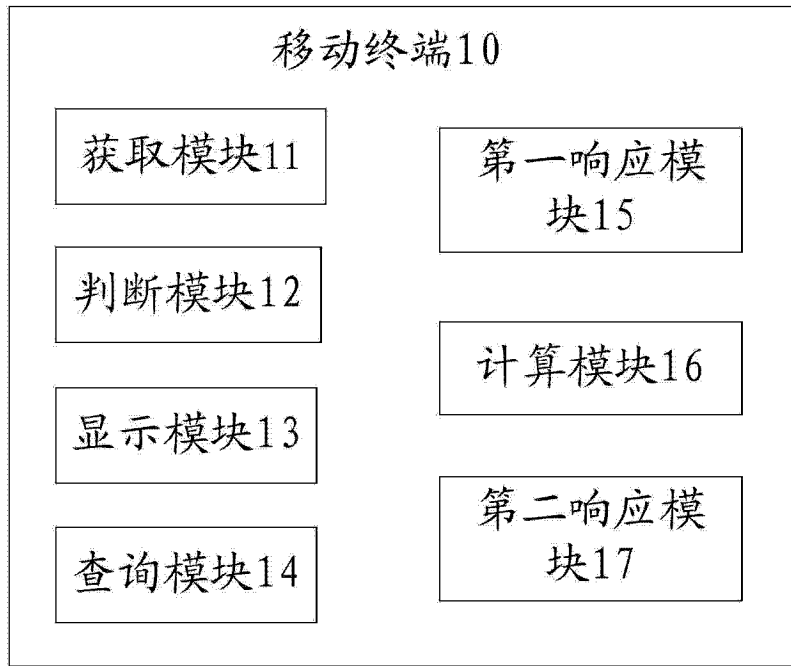 移动终端10
获取模块11
判断模块12
显示模块13
查询模块14
第一响应模
块15
计算模块16
第二响应模
块17